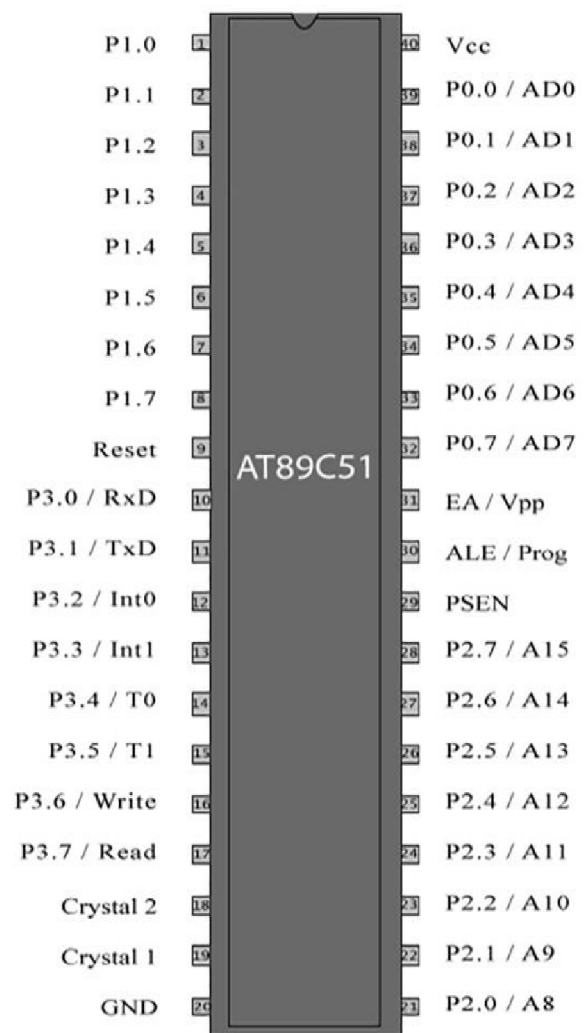 P1.0 1 40 Vcc
P1.1 2 39 P0.0 / AD0
P1.2 3 38 P0.1 / AD1
P1.3 4 37 P0.2 / AD2
P1.4 5 36 P0.3 / AD3
P1.5 6 35 P0.4 / AD4
P1.6 7 34 P0.5 / AD5
P1.7 8 33 P0.6 / AD6
Reset 9 32 P0.7 / AD7
AT89C51
P3.0 / RxD 10 31 EA / Vpp
P3.1 / TxD 11 30 ALE / Prog
P3.2 / Int0 12 29 PSEN
P3.3 / Int1 13 28 P2.7 / A15
P3.4 / T0 14 27 P2.6 / A14
P3.5 / T1 15 26 P2.5 / A13
P3.6 / Write 16 25 P2.4 / A12
P3.7 / Read 17 24 P2.3 / A11
Crystal 2 18 23 P2.2 / A10
Crystal 1 19 22 P2.1 / A9
GND 20 21 P2.0 / A8